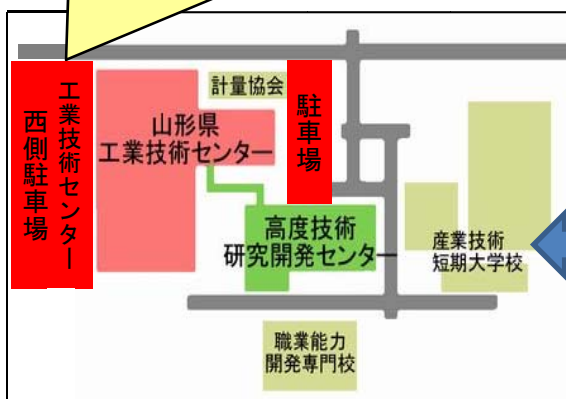 工業技術センター
西側駐車場
山形県
工業技術センター
計量協会
駐車場
高度技術
研究開発センター
産業技術
短期大学校
職業能力
開発専門校